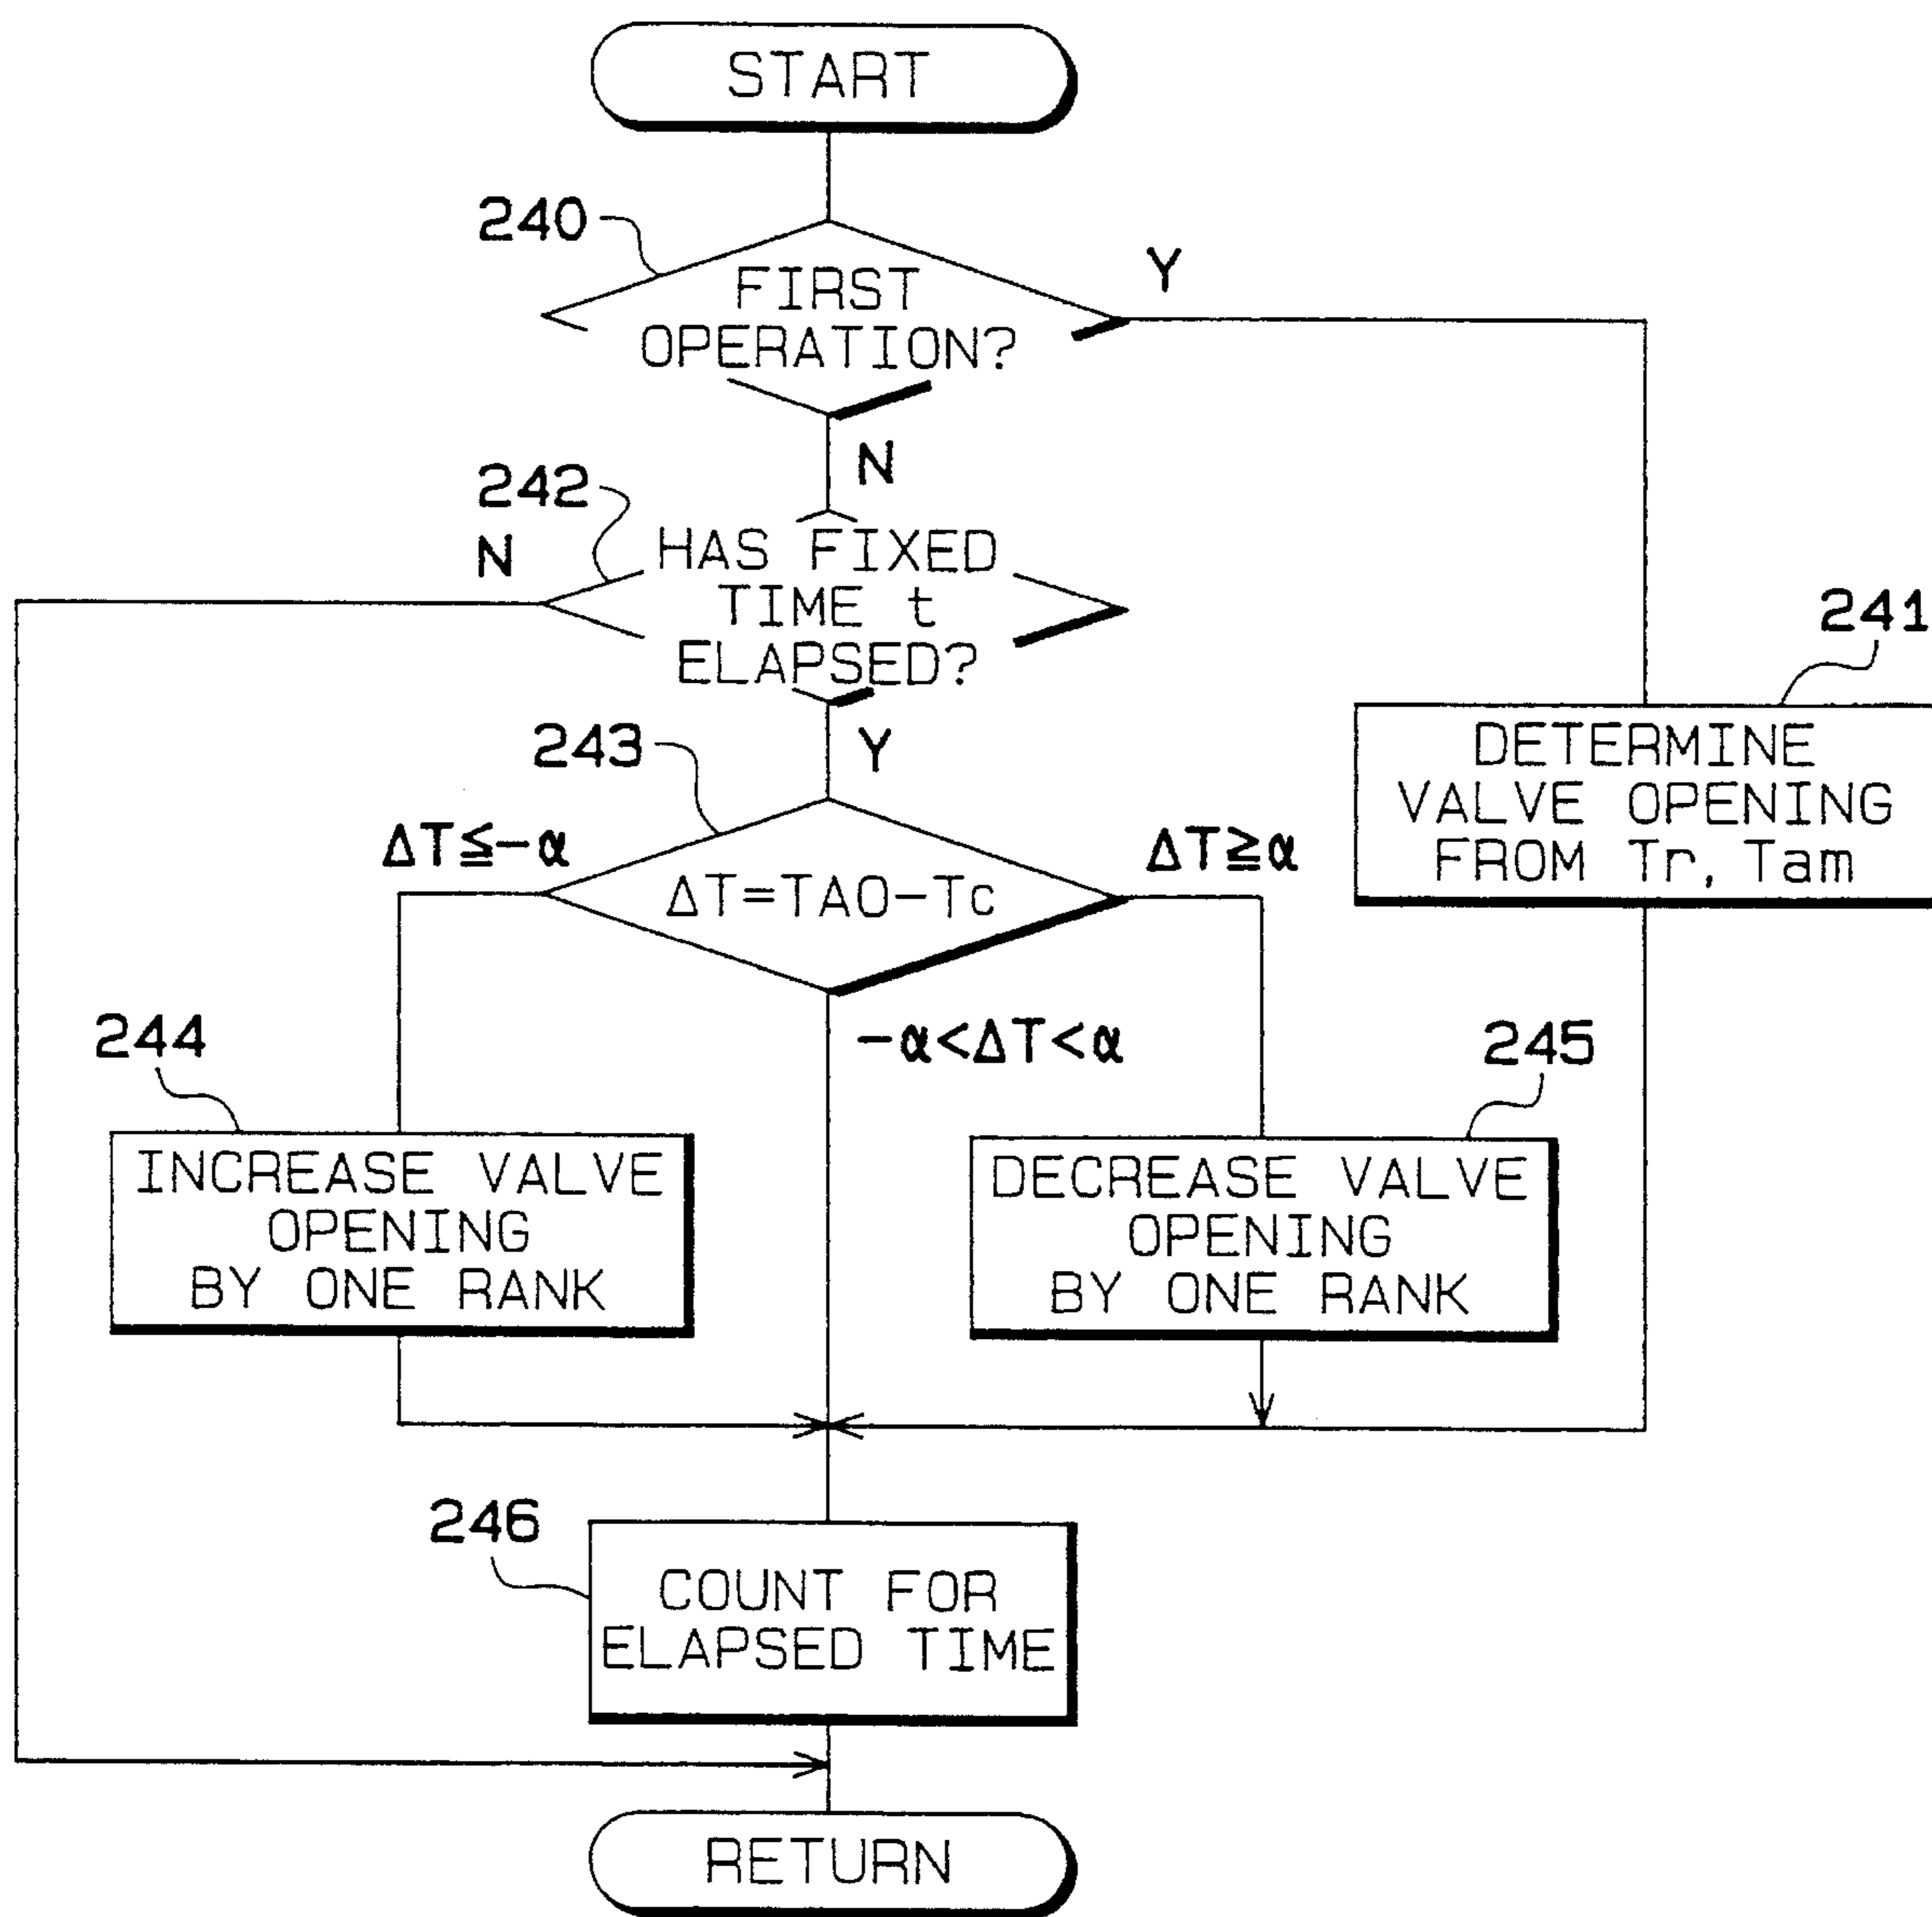 START
240
FIRST
OPERATION?
Y
N
242
N
HAS FIXED
TIME t
ELAPSED?
Y
241
DETERMINE
VALVE OPENING
FROM Tr, Tam
243
ΔT≦-α
ΔT=TAO-Tc
ΔT≧α
-α<ΔT<α
244
INCREASE VALVE
OPENING
BY ONE RANK
245
DECREASE VALVE
OPENING
BY ONE RANK
246
COUNT FOR
ELAPSED TIME
RETURN